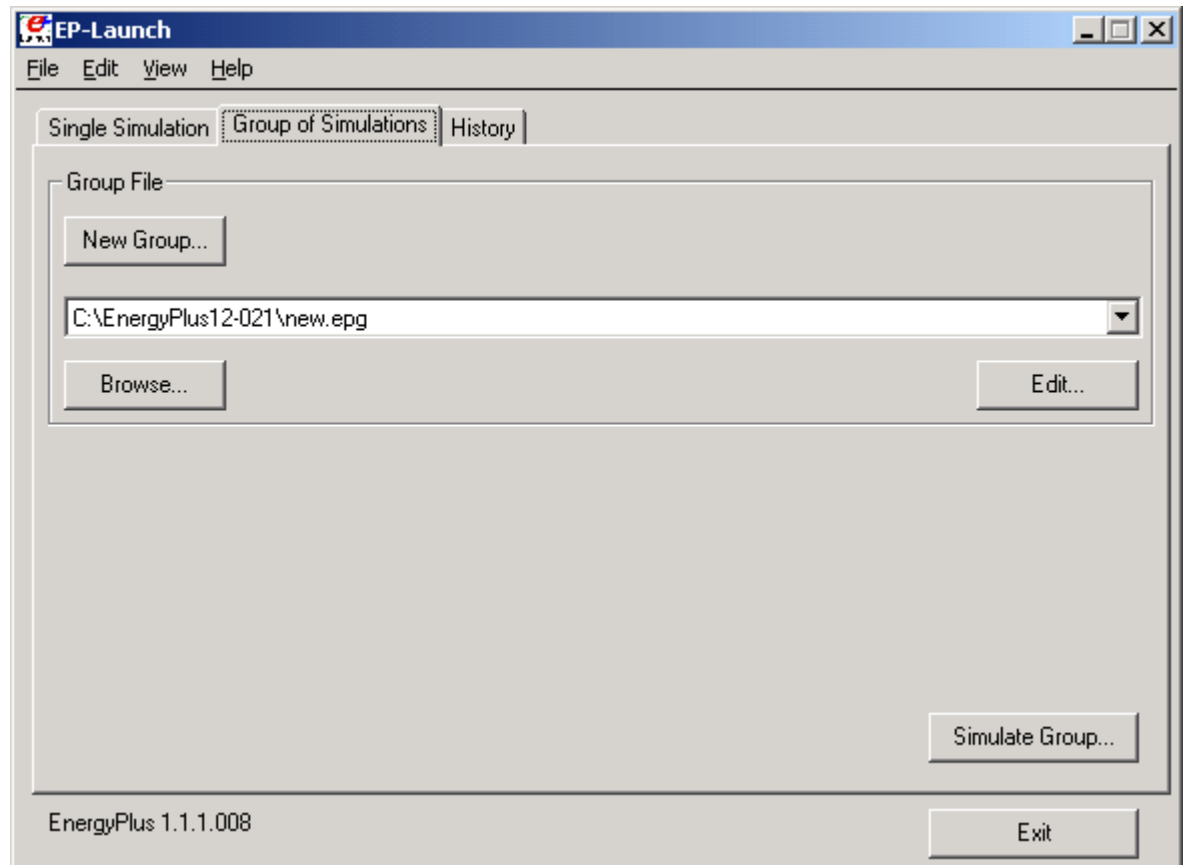 EP-Launch
File Edit View Help
Single Simulation Group of Simulations History
Group File
New Group...
C:\EnergyPlus12-021\new.epg
Browse... Edit...
Simulate Group...
EnergyPlus 1.1.1.008
Exit